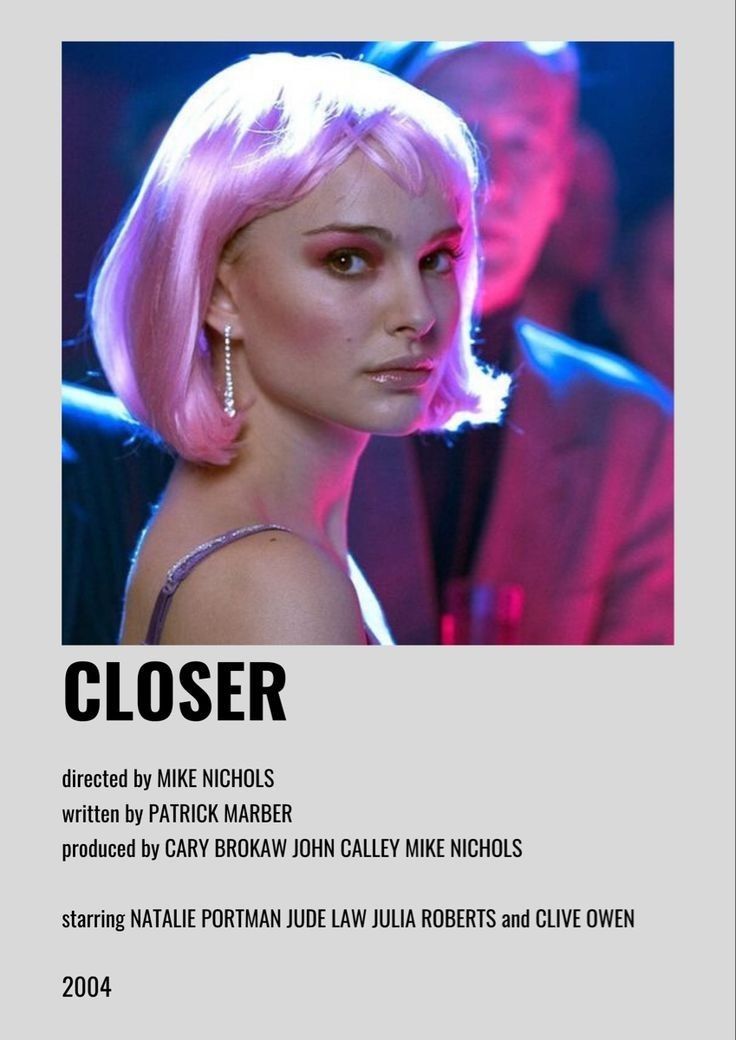 CLOSER
directed by MIKE NICHOLS
written by PATRICK MARBER
produced by CARY BROKAW JOHN CALLEY MIKE NICHOLS
starring NATALIE PORTMAN JUDE LAW JULIA ROBERTS and CLIVE OWEN
2004